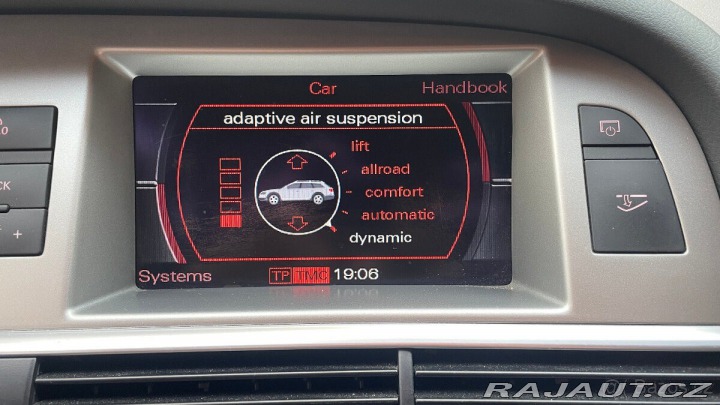 Car
Handbook
adaptive air suspension
lift
allroad
comfort
automatic
dynamic
Systems
TP TMC 19:06
+
RAJAUT.CZ